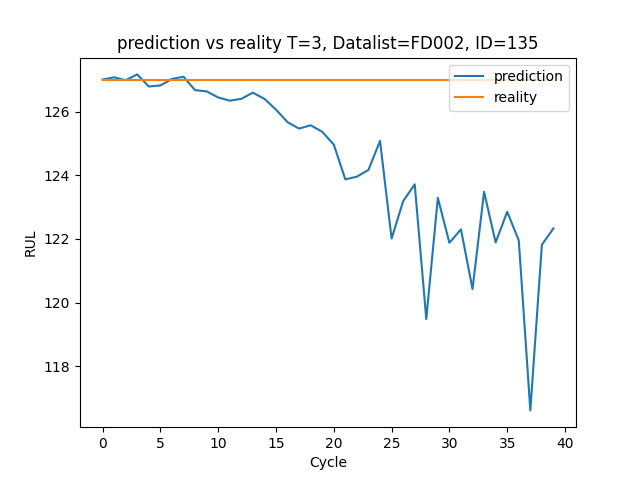 prediction vs reality T=3, Datalist=FD002, ID=135
prediction
reality
126
124
122
120
118
RUL
0 5 10 15 20 25 30 35 40
Cycle